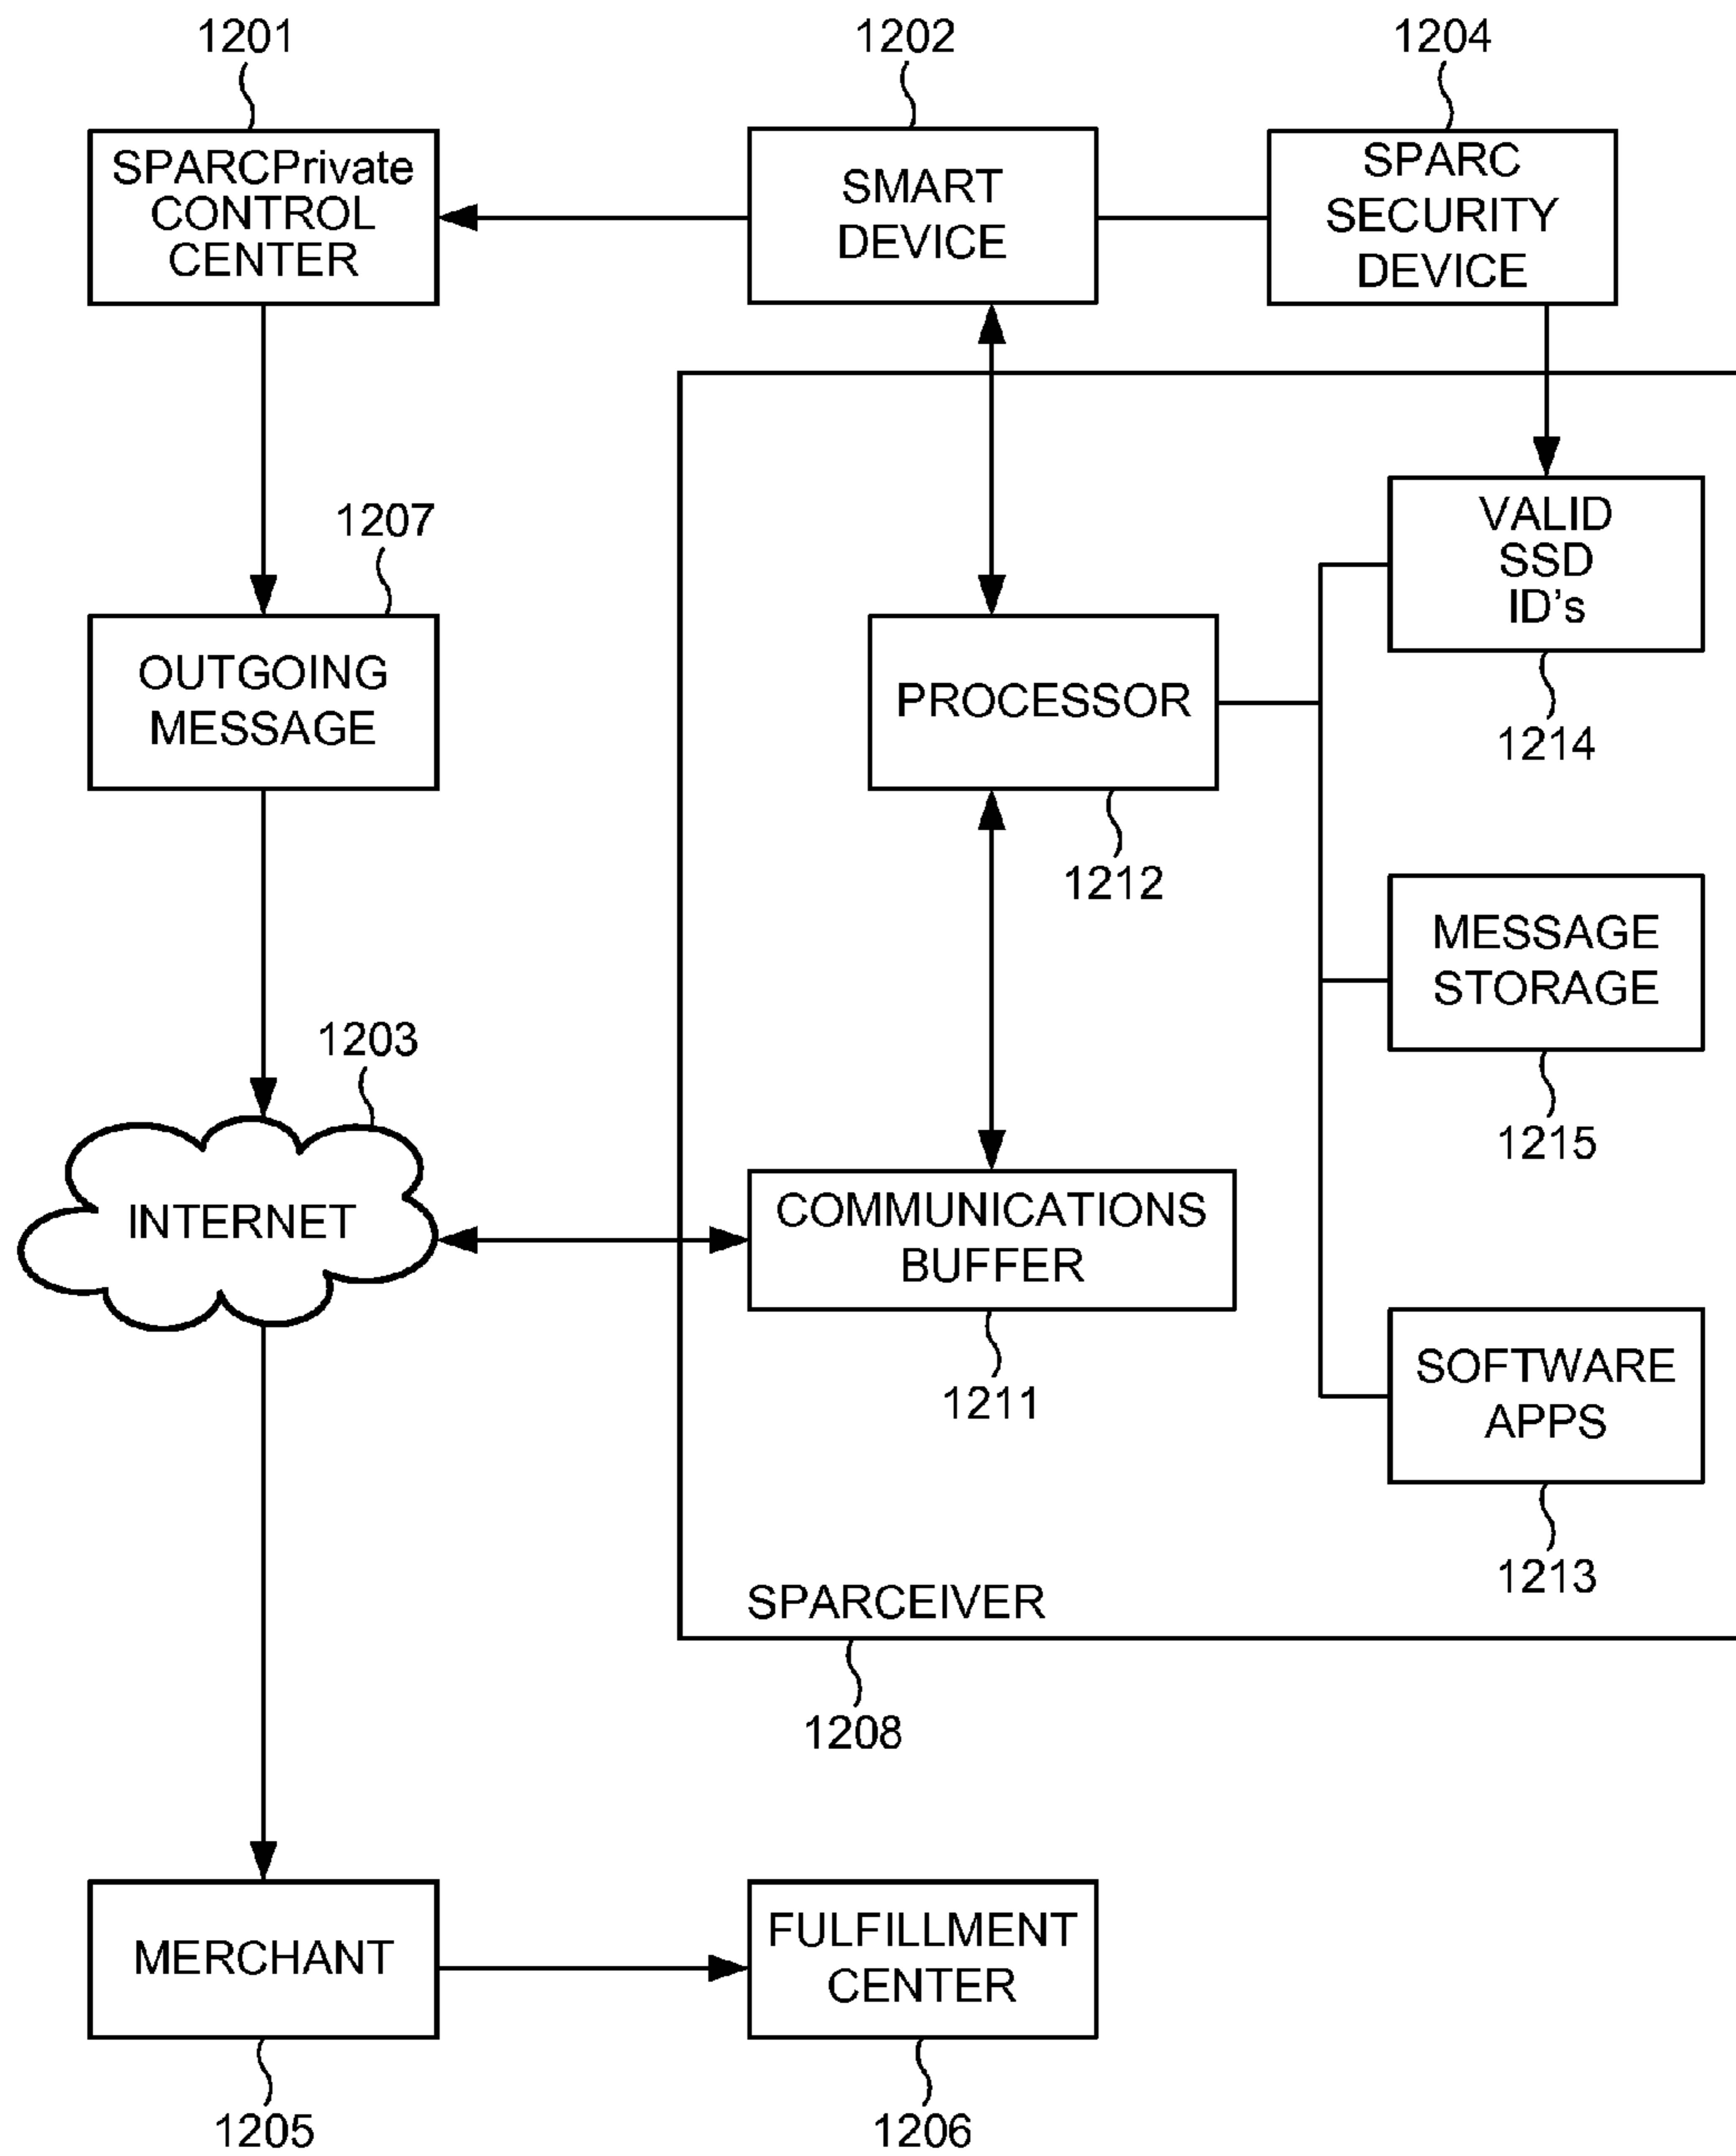 1201
1202
1204
SPARCPrivate
CONTROL
CENTER
SMART
DEVICE
SPARC
SECURITY
DEVICE
1207
OUTGOING
MESSAGE
PROCESSOR
1212
VALID
SSD
ID's
1214
MESSAGE
STORAGE
1215
1203
INTERNET
COMMUNICATIONS
BUFFER
1211
SOFTWARE
APPS
1213
SPARCEIVER
1208
MERCHANT
1205
FULFILLMENT
CENTER
1206